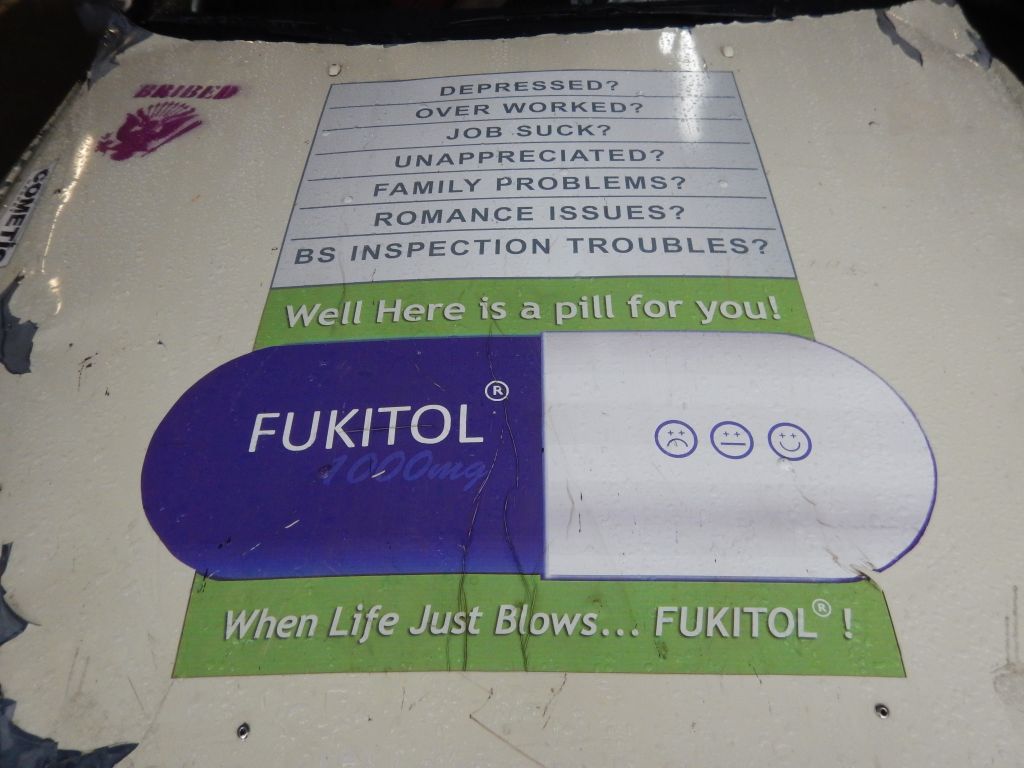 BRIBED
DEPRESSED?
OVER WORKED?
JOB SUCK?
UNAPPRECIATED?
FAMILY PROBLEMS?
ROMANCE ISSUES?
BS INSPECTION TROUBLES?
COMETIC
Well Here is a pill for you!
FUKITOL®
1000mg
When Life Just Blows... FUKITOL® !